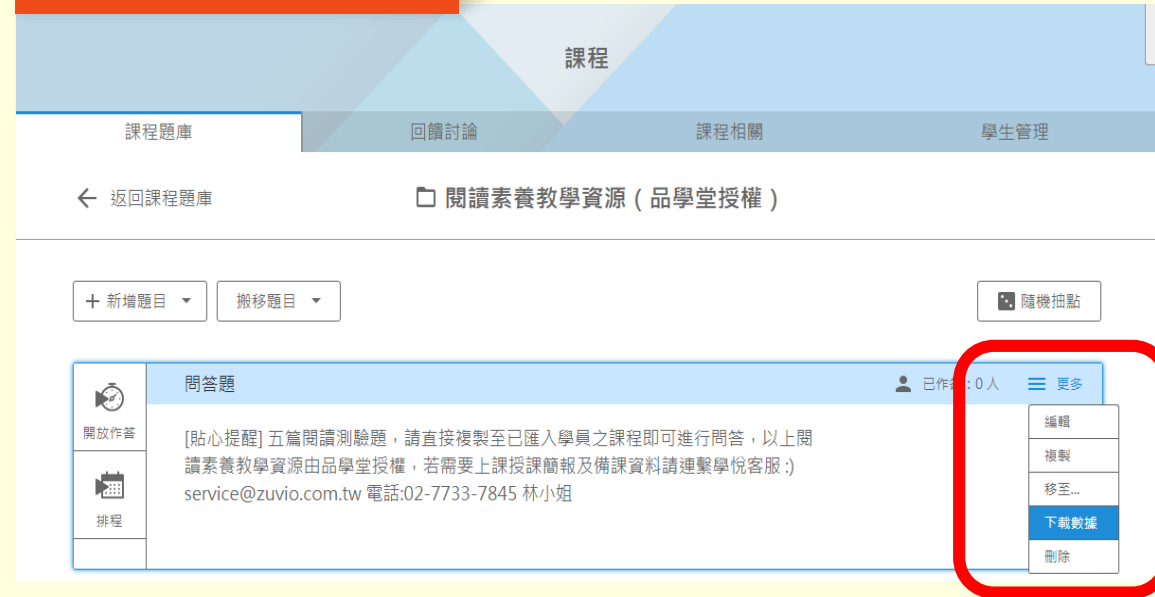 課程
課程題庫
回饋討論
課程相關
學生管理
返回課程題庫
閱讀素養教學資源(品學堂授權)
新增題目
搬移題目
隨機抽點
開放作答
排程
問答題
已作答:0人
更多
[貼心提醒] 五篇閱讀測驗題,請直接複製至已匯入學員之課程即可進行問答,以上閱
讀素養教學資源由品學堂授權,若需要上課授課簡報及備課資料請連繫學悅客服:)
service@zuvio.com.tw 電話:02-7733-7845 林小姐
編輯
複製
移至...
下載數據
刪除